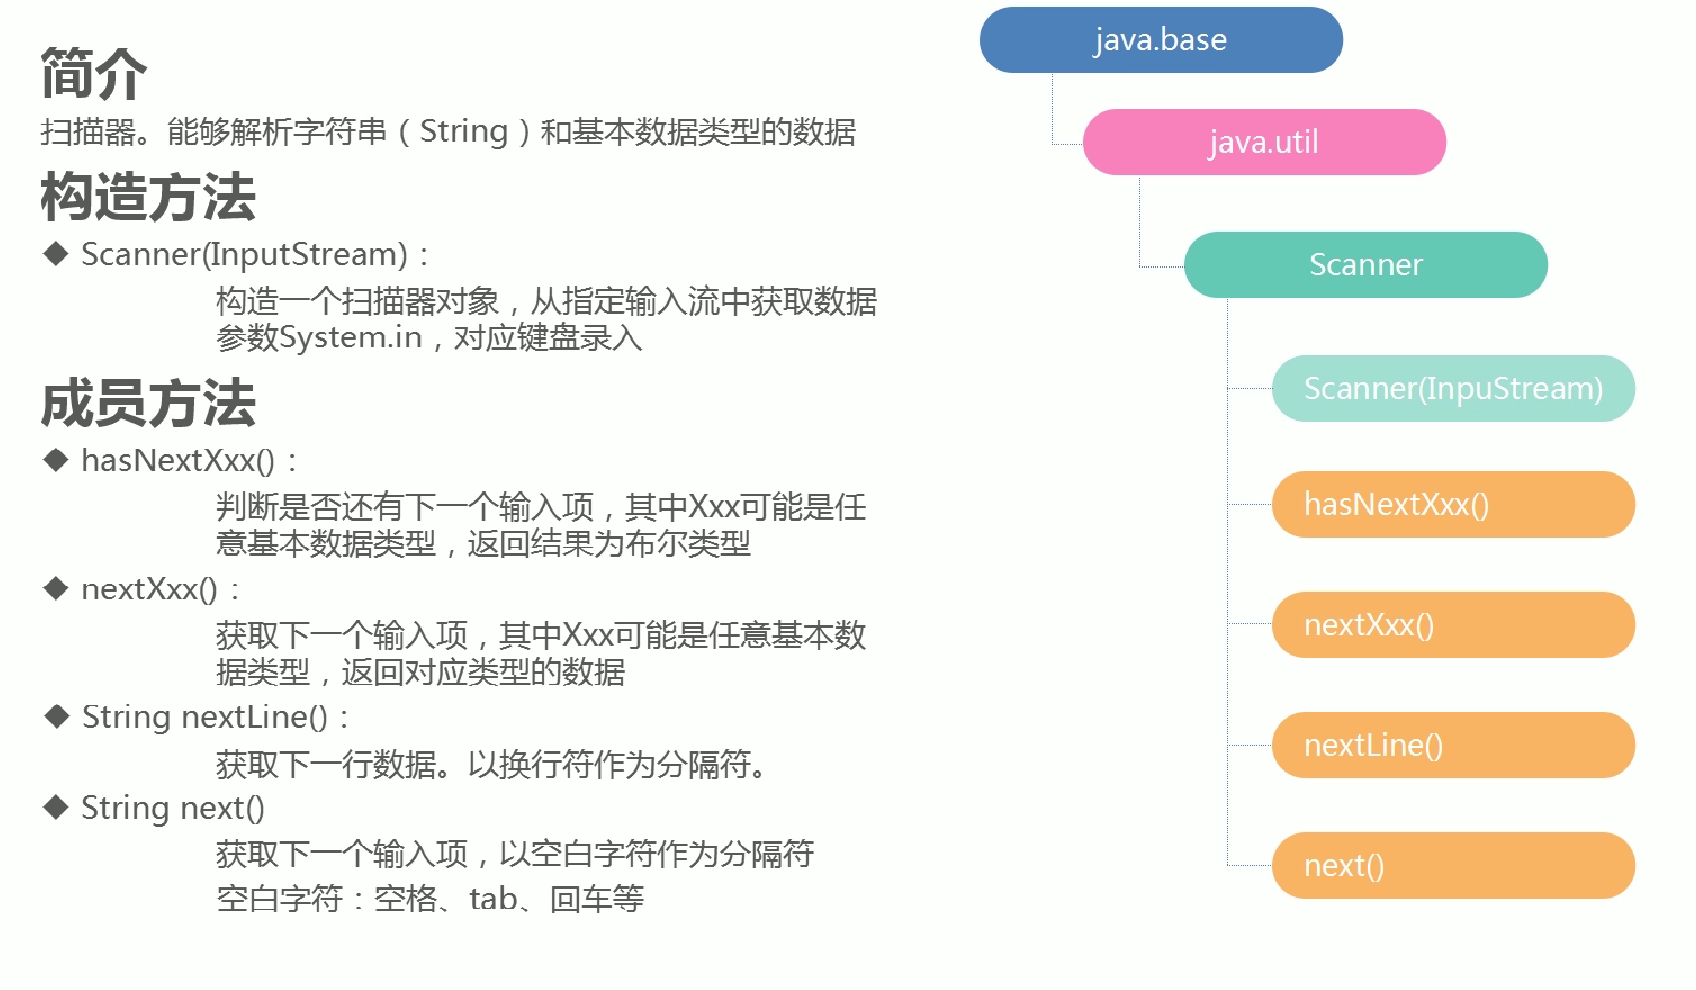 简介
扫描器。能够解析字符串（String）和基本数据类型的数据
构造方法
◆ Scanner(InputStream)：
构造一个扫描器对象，从指定输入流中获取数据
参数System.in，对应键盘录入
成员方法
◆ hasNextXxx()：
判断是否还有下一个输入项，其中Xxx可能是任
意基本数据类型，返回结果为布尔类型
◆ nextXxx()：
获取下一个输入项，其中Xxx可能是任意基本数
据类型，返回对应类型的数据
◆ String nextLine()：
获取下一行数据。以换行符作为分隔符。
◆ String next()
获取下一个输入项，以空白字符作为分隔符
空白字符：空格、tab、回车等
java.base
java.util
Scanner
Scanner(InpuStream)
hasNextXxx()
nextXxx()
nextLine()
next()